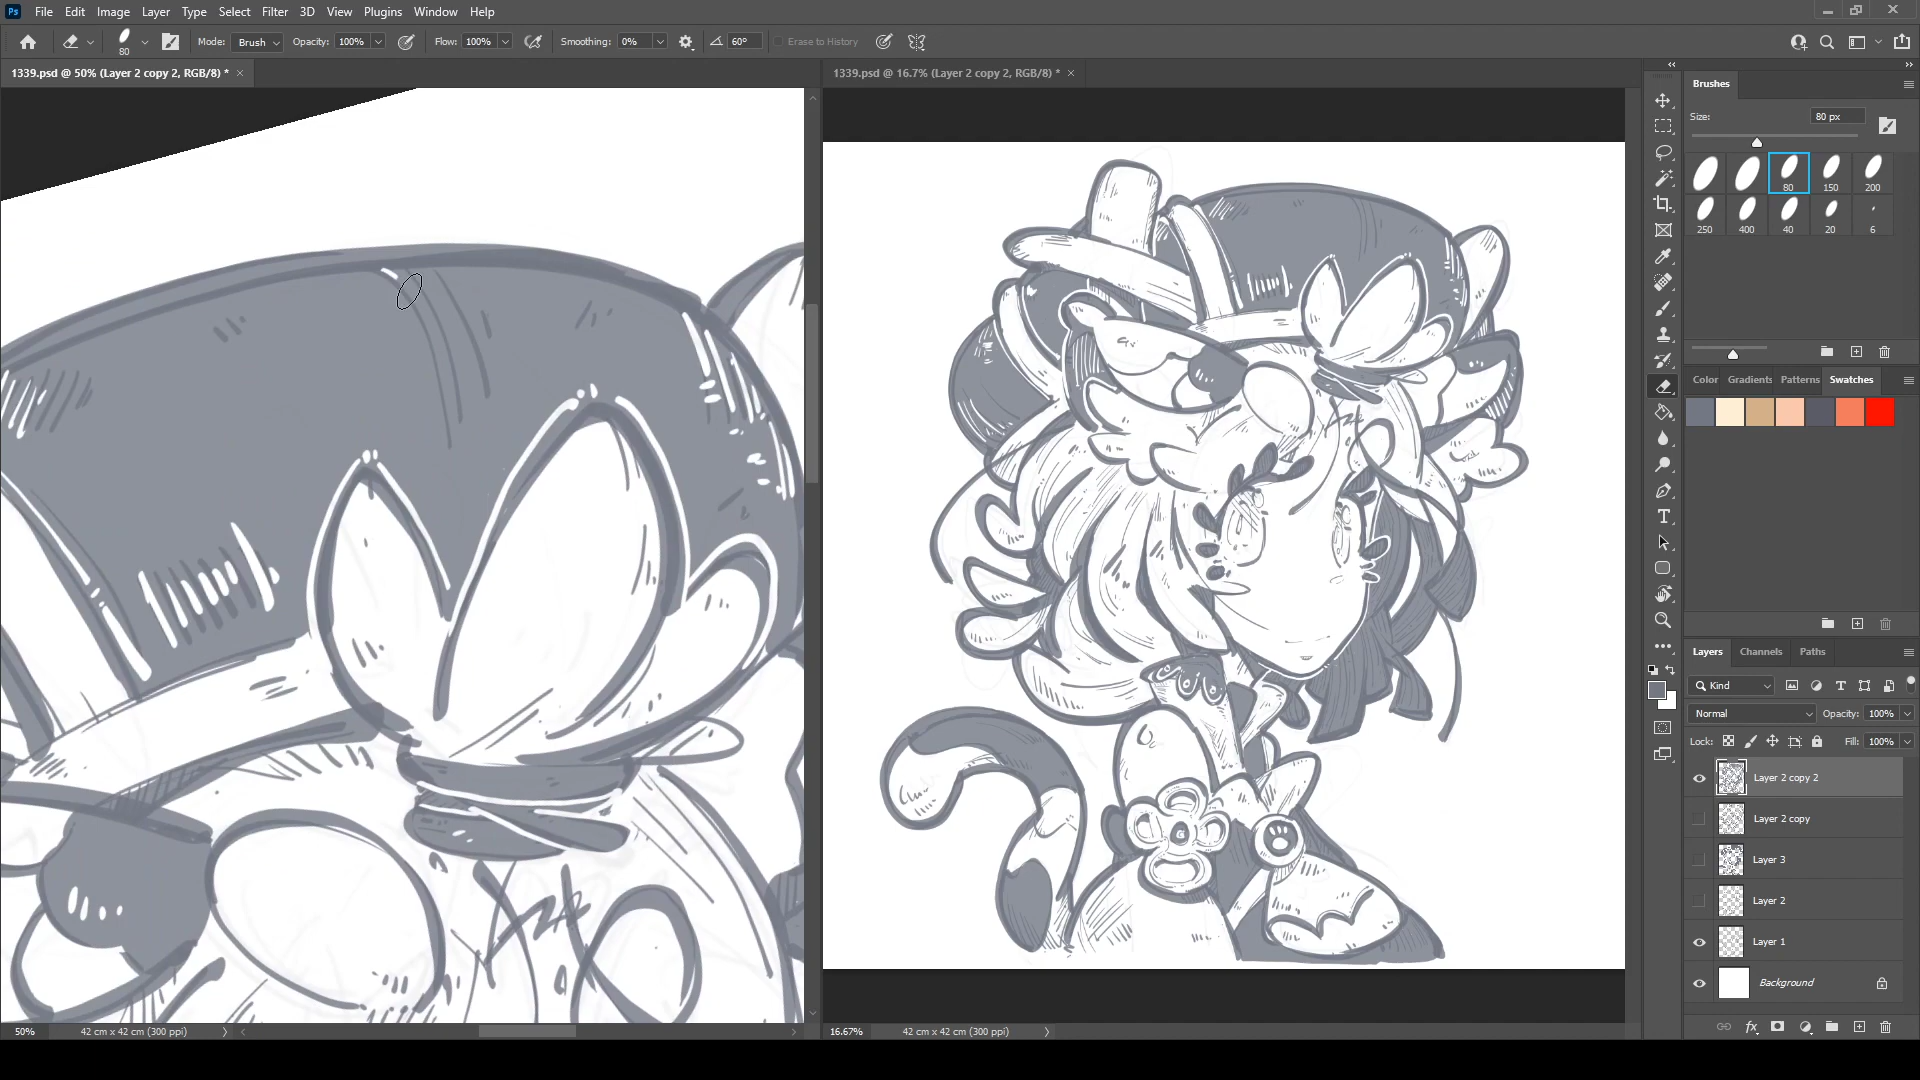 Ps File Edit Image Layer Type Select Filter 3D View Plugins Window Help
80 Mode: Brush Opacity: 100% Flow: 100% Smoothing: 0% 60° Erase to History
1339.psd @ 50% (Layer 2 copy 2, RGB/8) * ×
1339.psd @ 16.7% (Layer 2 copy 2, RGB/8) * ×
Brushes
Size: 80 px
80 150 200
250 400 40 20 6
Color Gradients Patterns Swatches
Layers Channels Paths
Kind
Normal Opacity: 100%
Lock: Fill: 100%
Layer 2 copy 2
Layer 2 copy
Layer 3
Layer 2
Layer 1
Background
fx
G
50% 42 cm x 42 cm (300 ppi)
16.67% 42 cm x 42 cm (300 ppi)